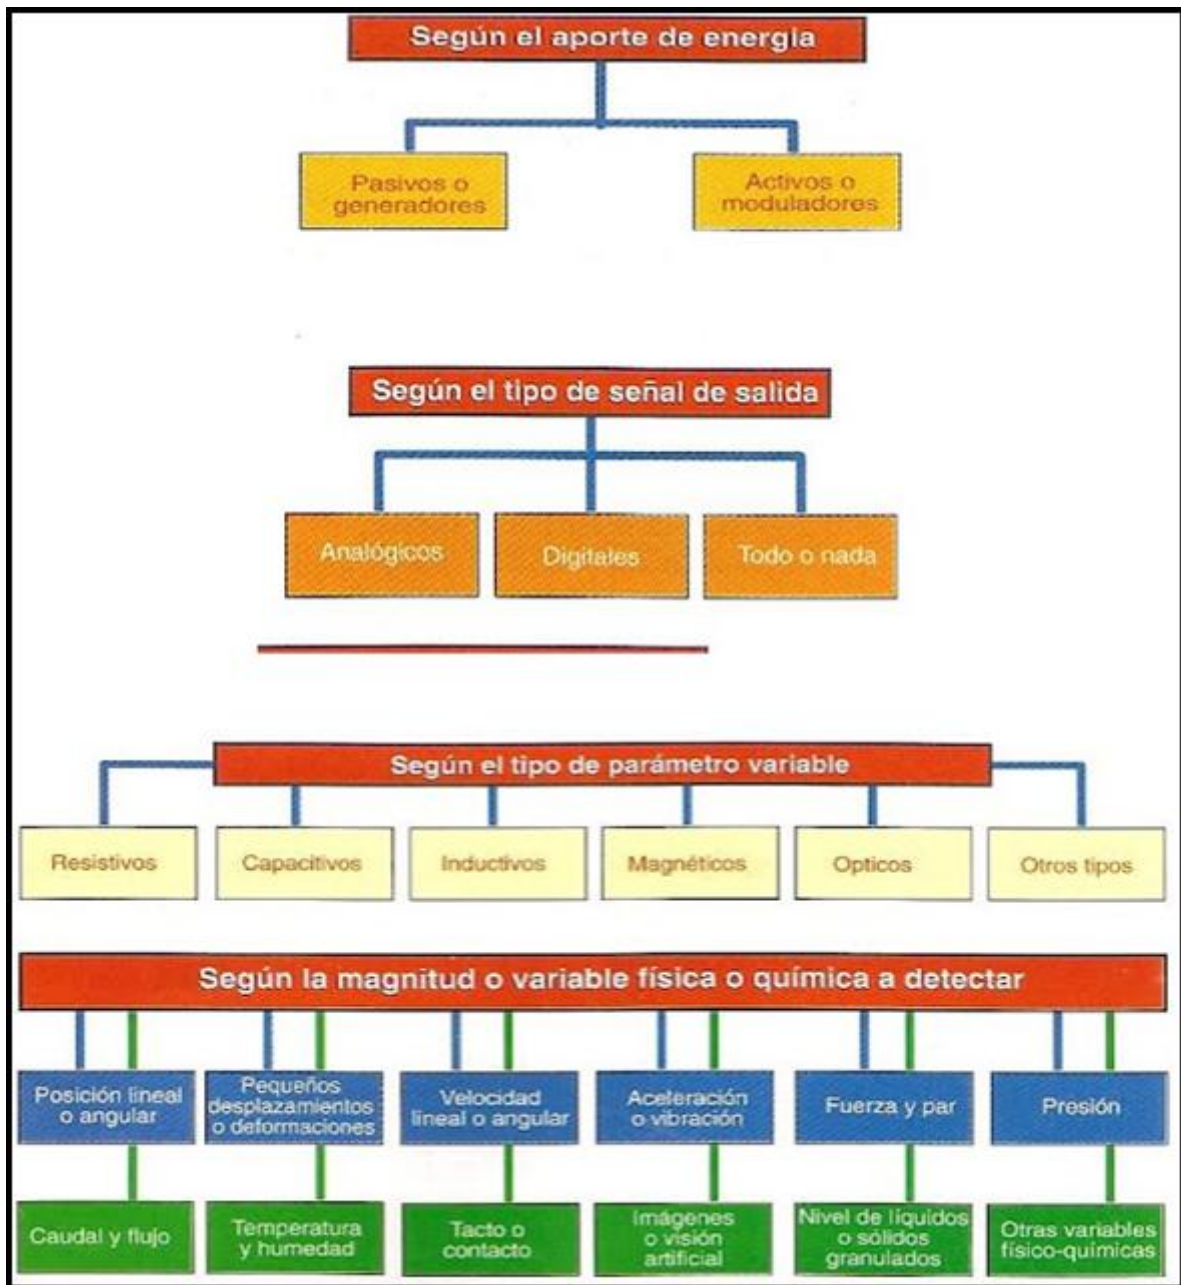 Según el aporte de energia
Pasivos o
generadores
Activos o
moduladores
Según el tipo de señal de salida
Analógicos
Digitales
Todo o nada
Según el tipo de parámetro variable
Resistivos
Capacitivos
Inductivos
Magnéticos
Opticos
Otros tipos
Según la magnitud o variable física o química a detectar
Posición lineal
o angular
Pequeños
desplazamientos
o deformaciones
Velocidad
lineal o angular
Aceleración
o vibración
Fuerza y par
Presión
Caudal y flujo
Temperatura
y humedad
Tacto o
contacto
Imágenes
o visión
artificial
Nivel de líquidos
o sólidos
granulados
Otras variables
físico-químicas